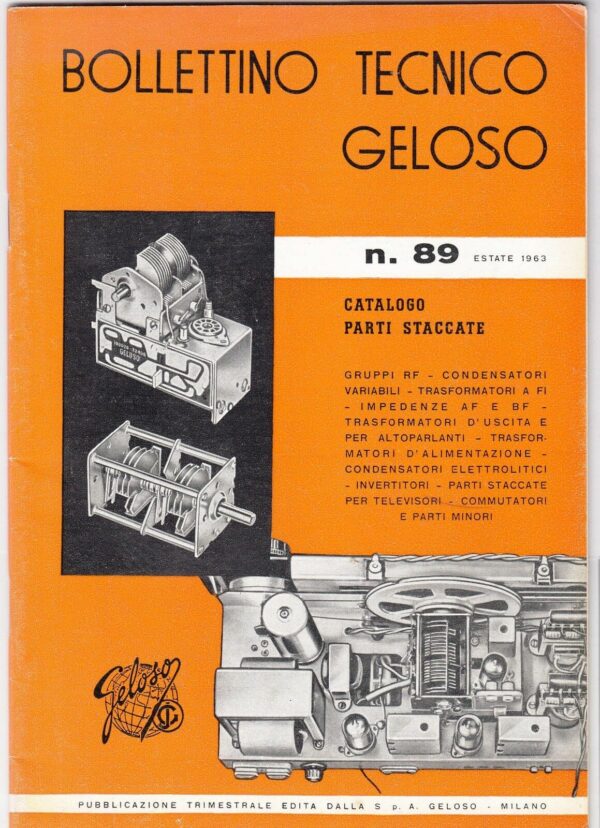 BOLLETTINO TECNICO
GELOSO
n. 89 ESTATE 1963
CATALOGO
PARTI STACCATE
GRUPPI RF - CONDENSATORI
VARIABILI - TRASFORMATORI A FI
- IMPEDENZE AF E BF -
TRASFORMATORI D'USCITA E
PER ALTOPARLANTI - TRASFOR-
MATORI D'ALIMENTAZIONE -
CONDENSATORI ELETTROLITICI
- INVERTITORI - PARTI STACCATE
PER TELEVISORI - COMMUTATORI
E PARTI MINORI
GELOSO
Geloso
PUBBLICAZIONE TRIMESTRALE EDITA DALLA S p. A. GELOSO - MILANO